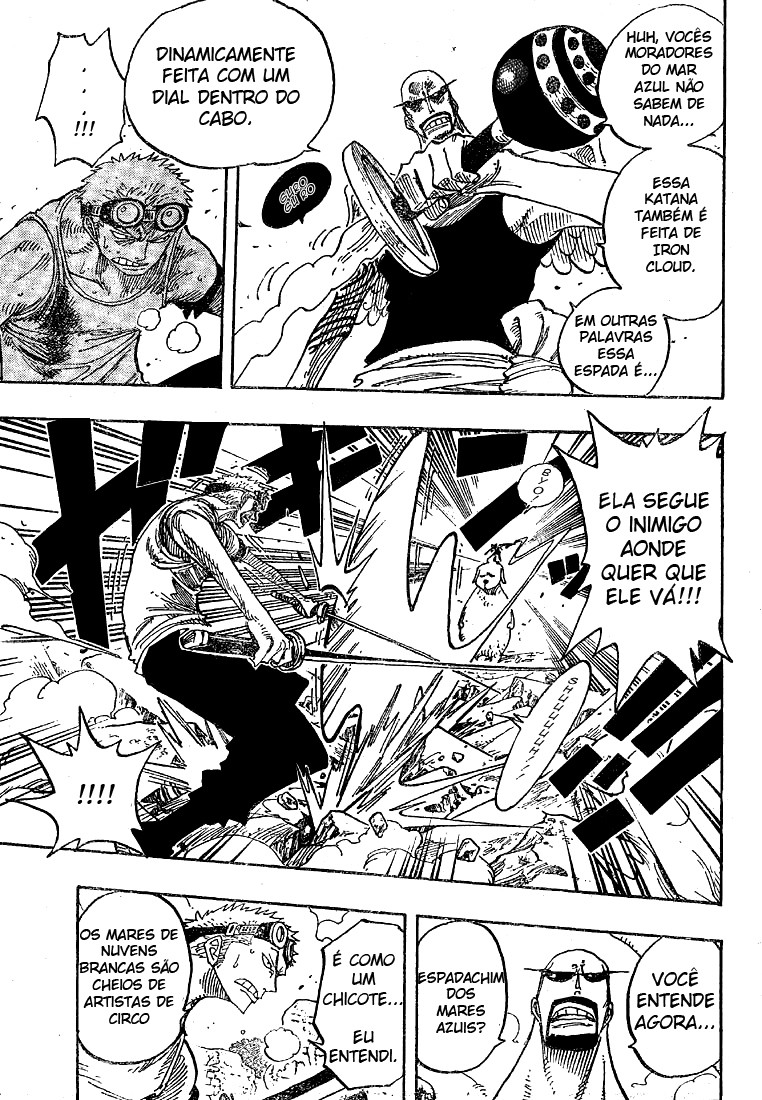 HUH, VOCÊS
MORADORES
DO MAR
AZUL NÃO
SABEM DE
NADA...
ESSA
KATANA
TAMBÉM É
FEITA DE
IRON
CLOUD.
EM OUTRAS
PALAVRAS
ESSA
ESPADA É...
DINAMICAMENTE
FEITA COM UM
DIAL DENTRO DO
CABO.
.
.
.
!!!
ELA SEGUE
O INIMIGO
AONDE
QUER QUE
ELE VÁ!!!
!!!!
VOCÊ
ENTENDE
AGORA...
ESPADACHIM
DOS
MARES
AZUIS?
É COMO
UM
CHICOTE...
EU
ENTENDI.
OS MARES DE
NUVENS
BRANCAS SÃO
CHEIOS DE
ARTISTAS DE
CIRCO